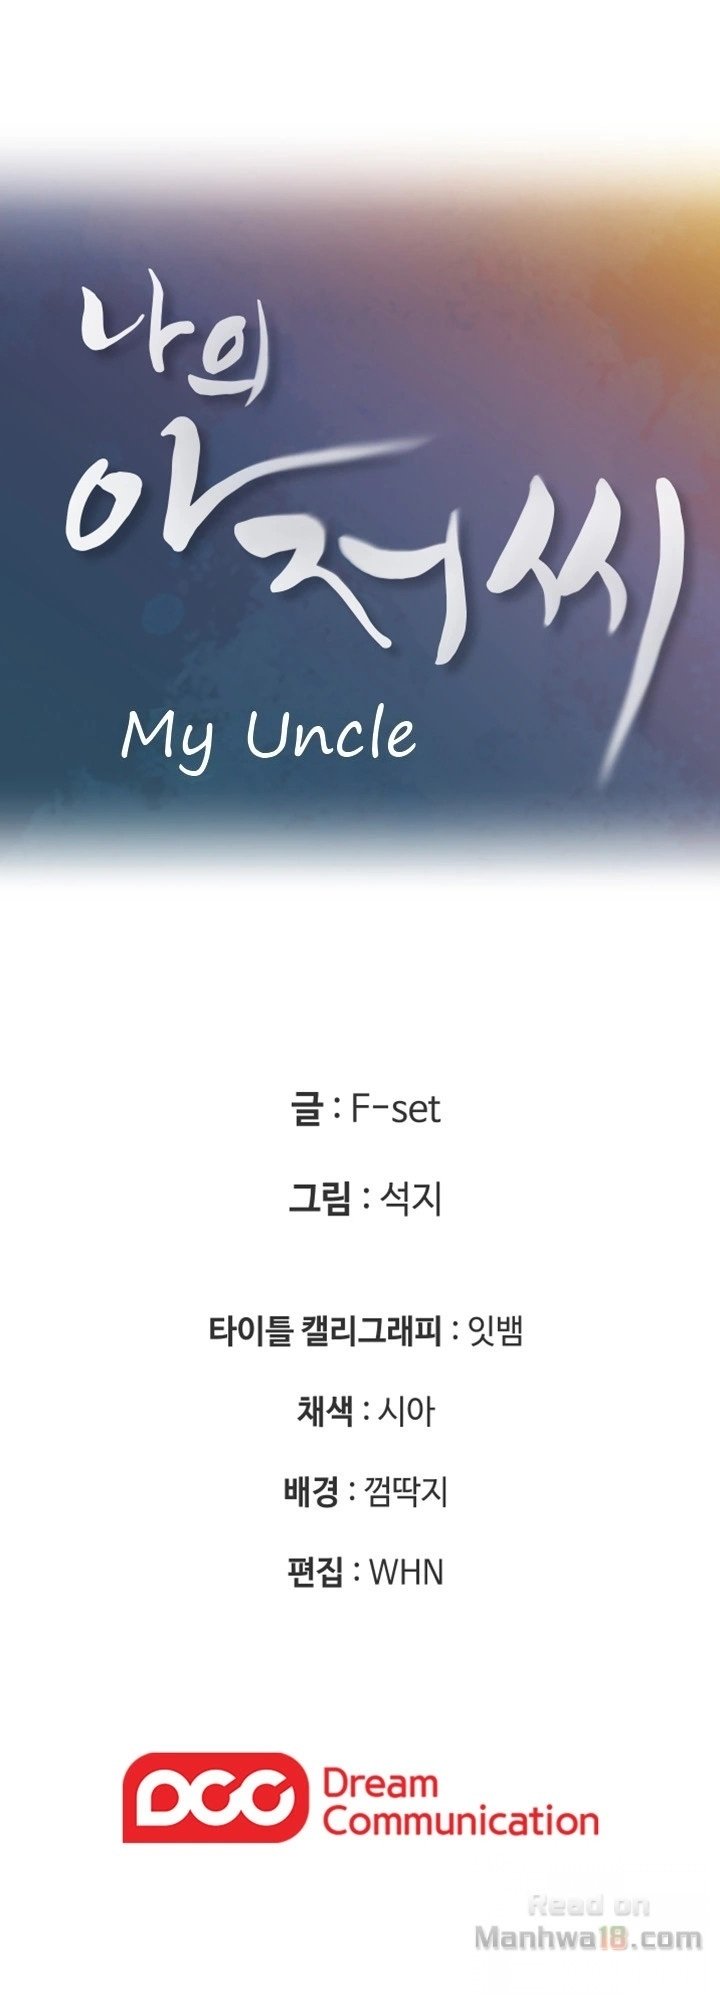 나의
아저씨
My Uncle
글 : F-set
그림 : 석지
타이틀 캘리그래피 : 잇뱀
채색 : 시아
배경 : 껌딱지
편집 : WHN
DCC Dream
Communication
Read on
Manhwa18.com